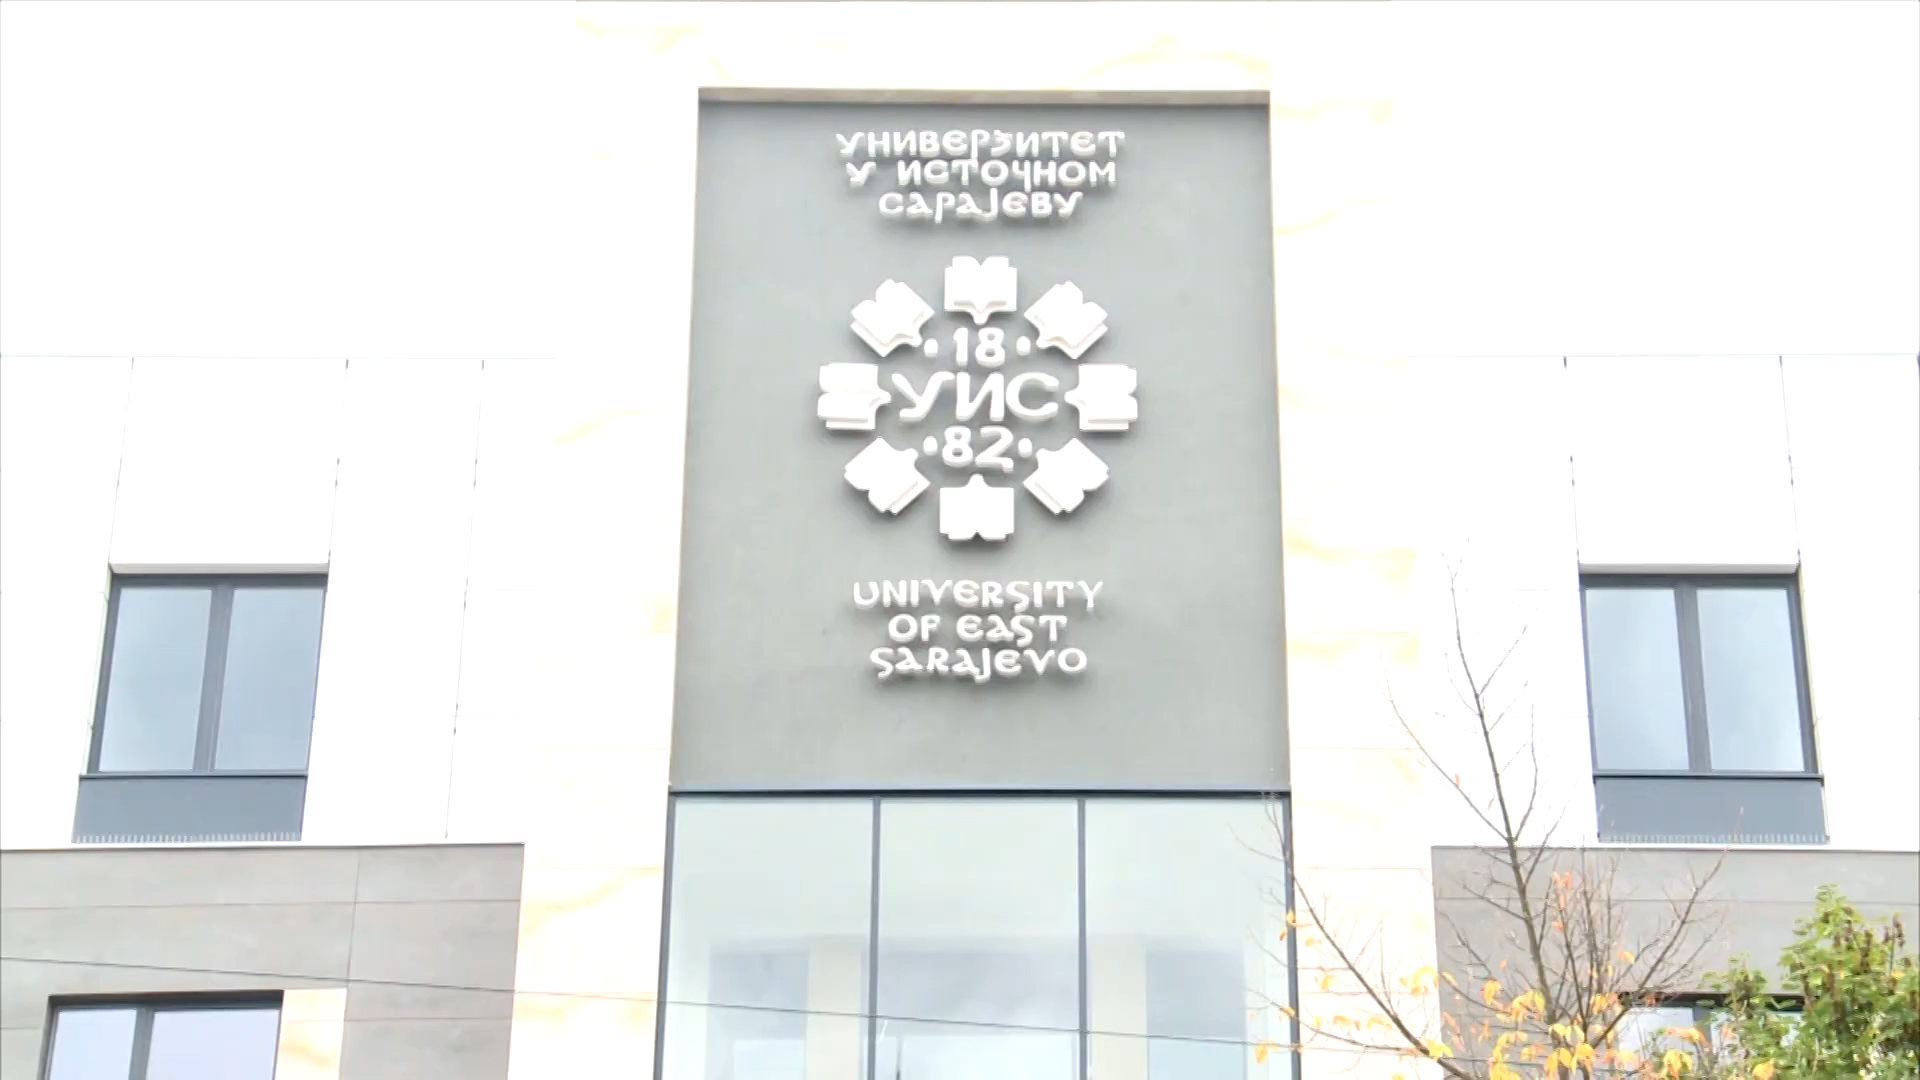 УНИВЕРЗИТЕТ
У ИСТОЧНОМ
САРАЈЕВУ
18
УИС
82
UNIVERSITY
OF EAST
SARAJEVO